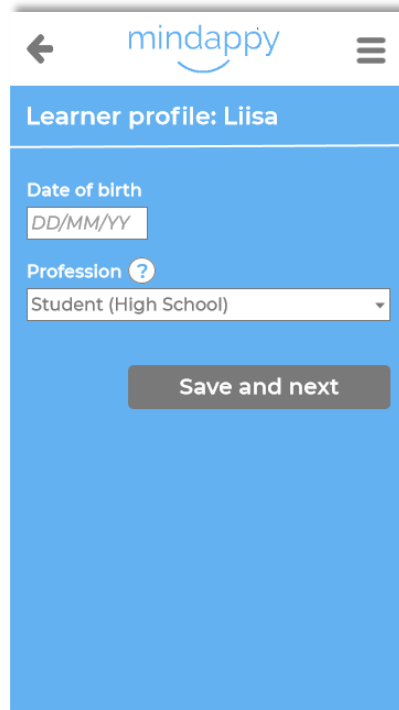 mindappy
Learner profile: Liisa
Date of birth
DD/MM/YY
Profession ?
Student (High School)
Save and next